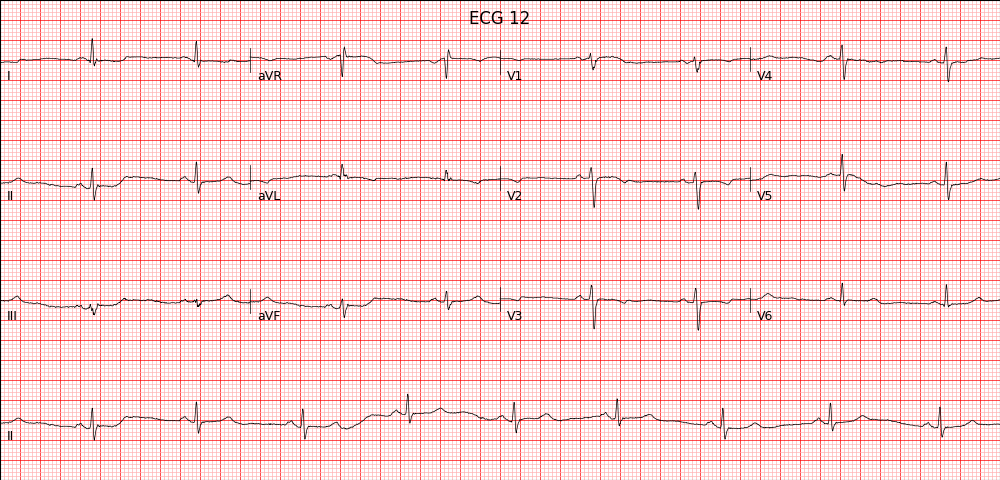 ECG 12
I aVR V1 V4
II aVL V2 V5
III aVF V3 V6
II